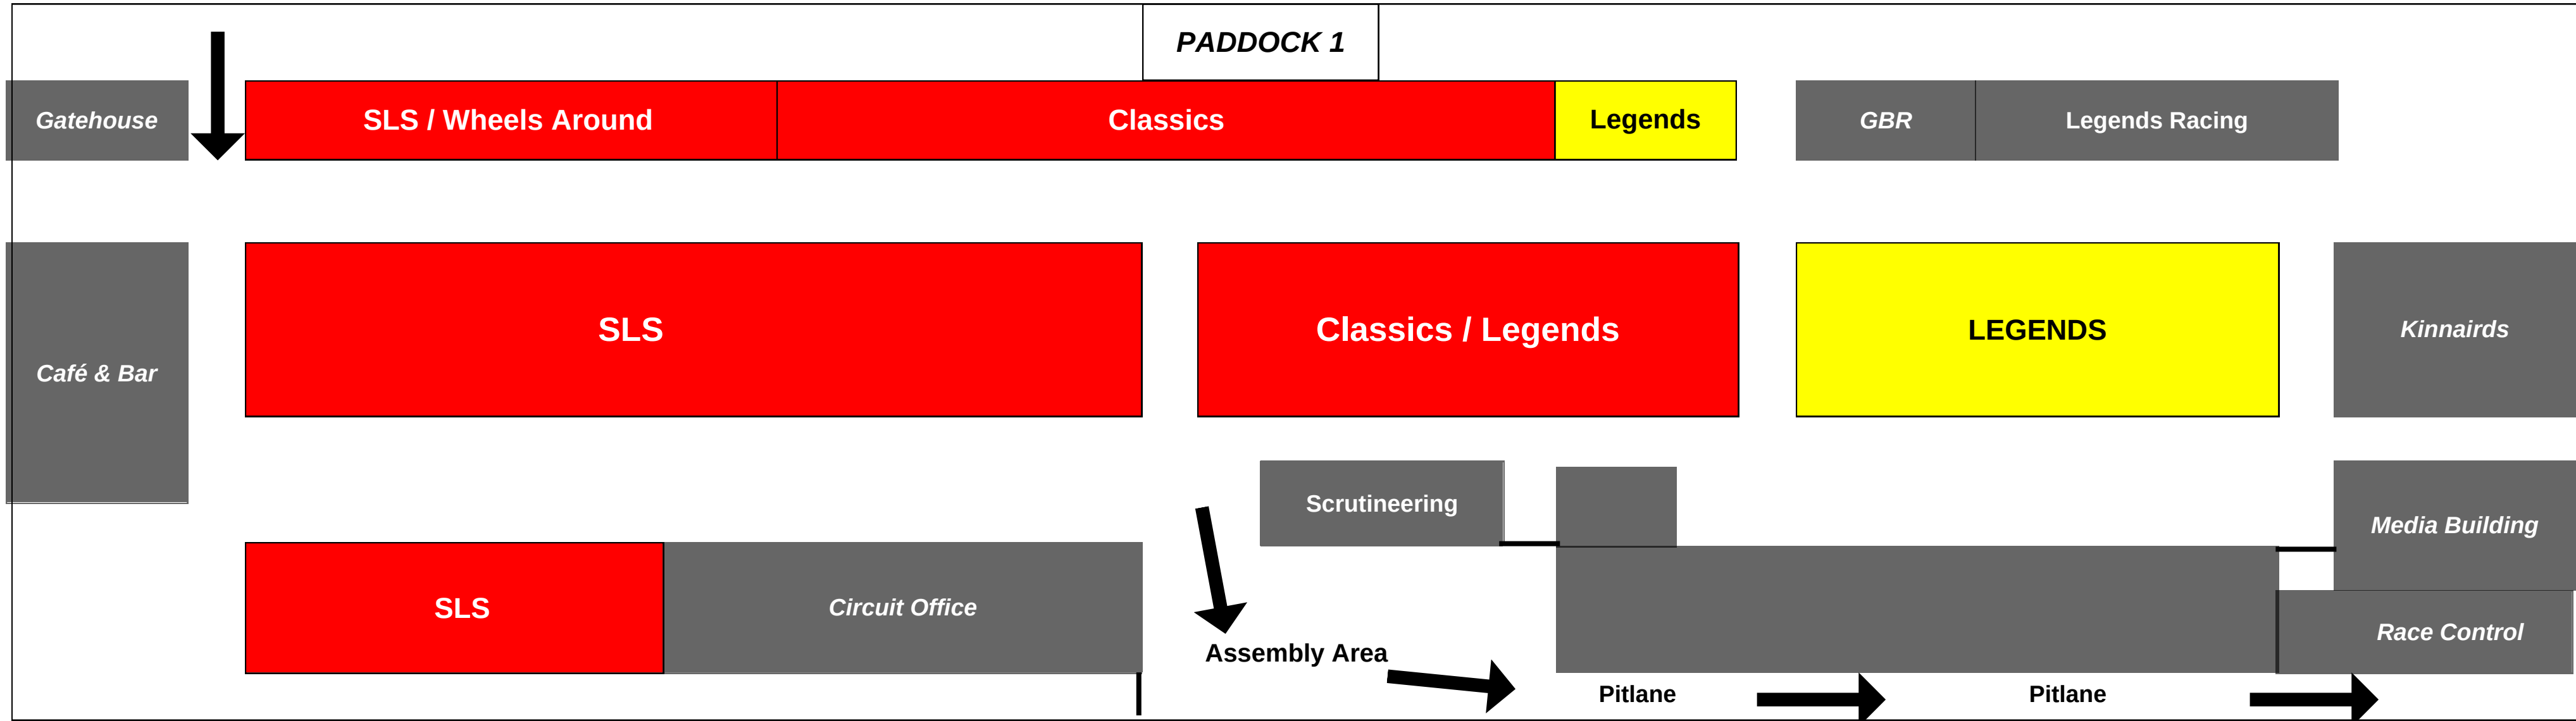 PADDOCK 1
Gatehouse
SLS / Wheels Around
Classics
Legends
GBR
Legends Racing
Café & Bar
SLS
Classics / Legends
LEGENDS
Kinnairds
Scrutineering
Media Building
SLS
Circuit Office
Assembly Area
Race Control
Pitlane
Pitlane